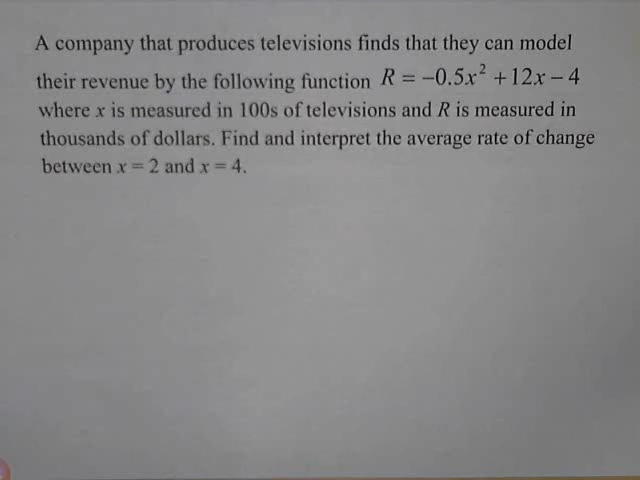 A company that produces televisions finds that they can model
their revenue by the following function R = −0.5x² + 12x − 4
where x is measured in 100s of televisions and R is measured in
thousands of dollars. Find and interpret the average rate of change
between x = 2 and x = 4.